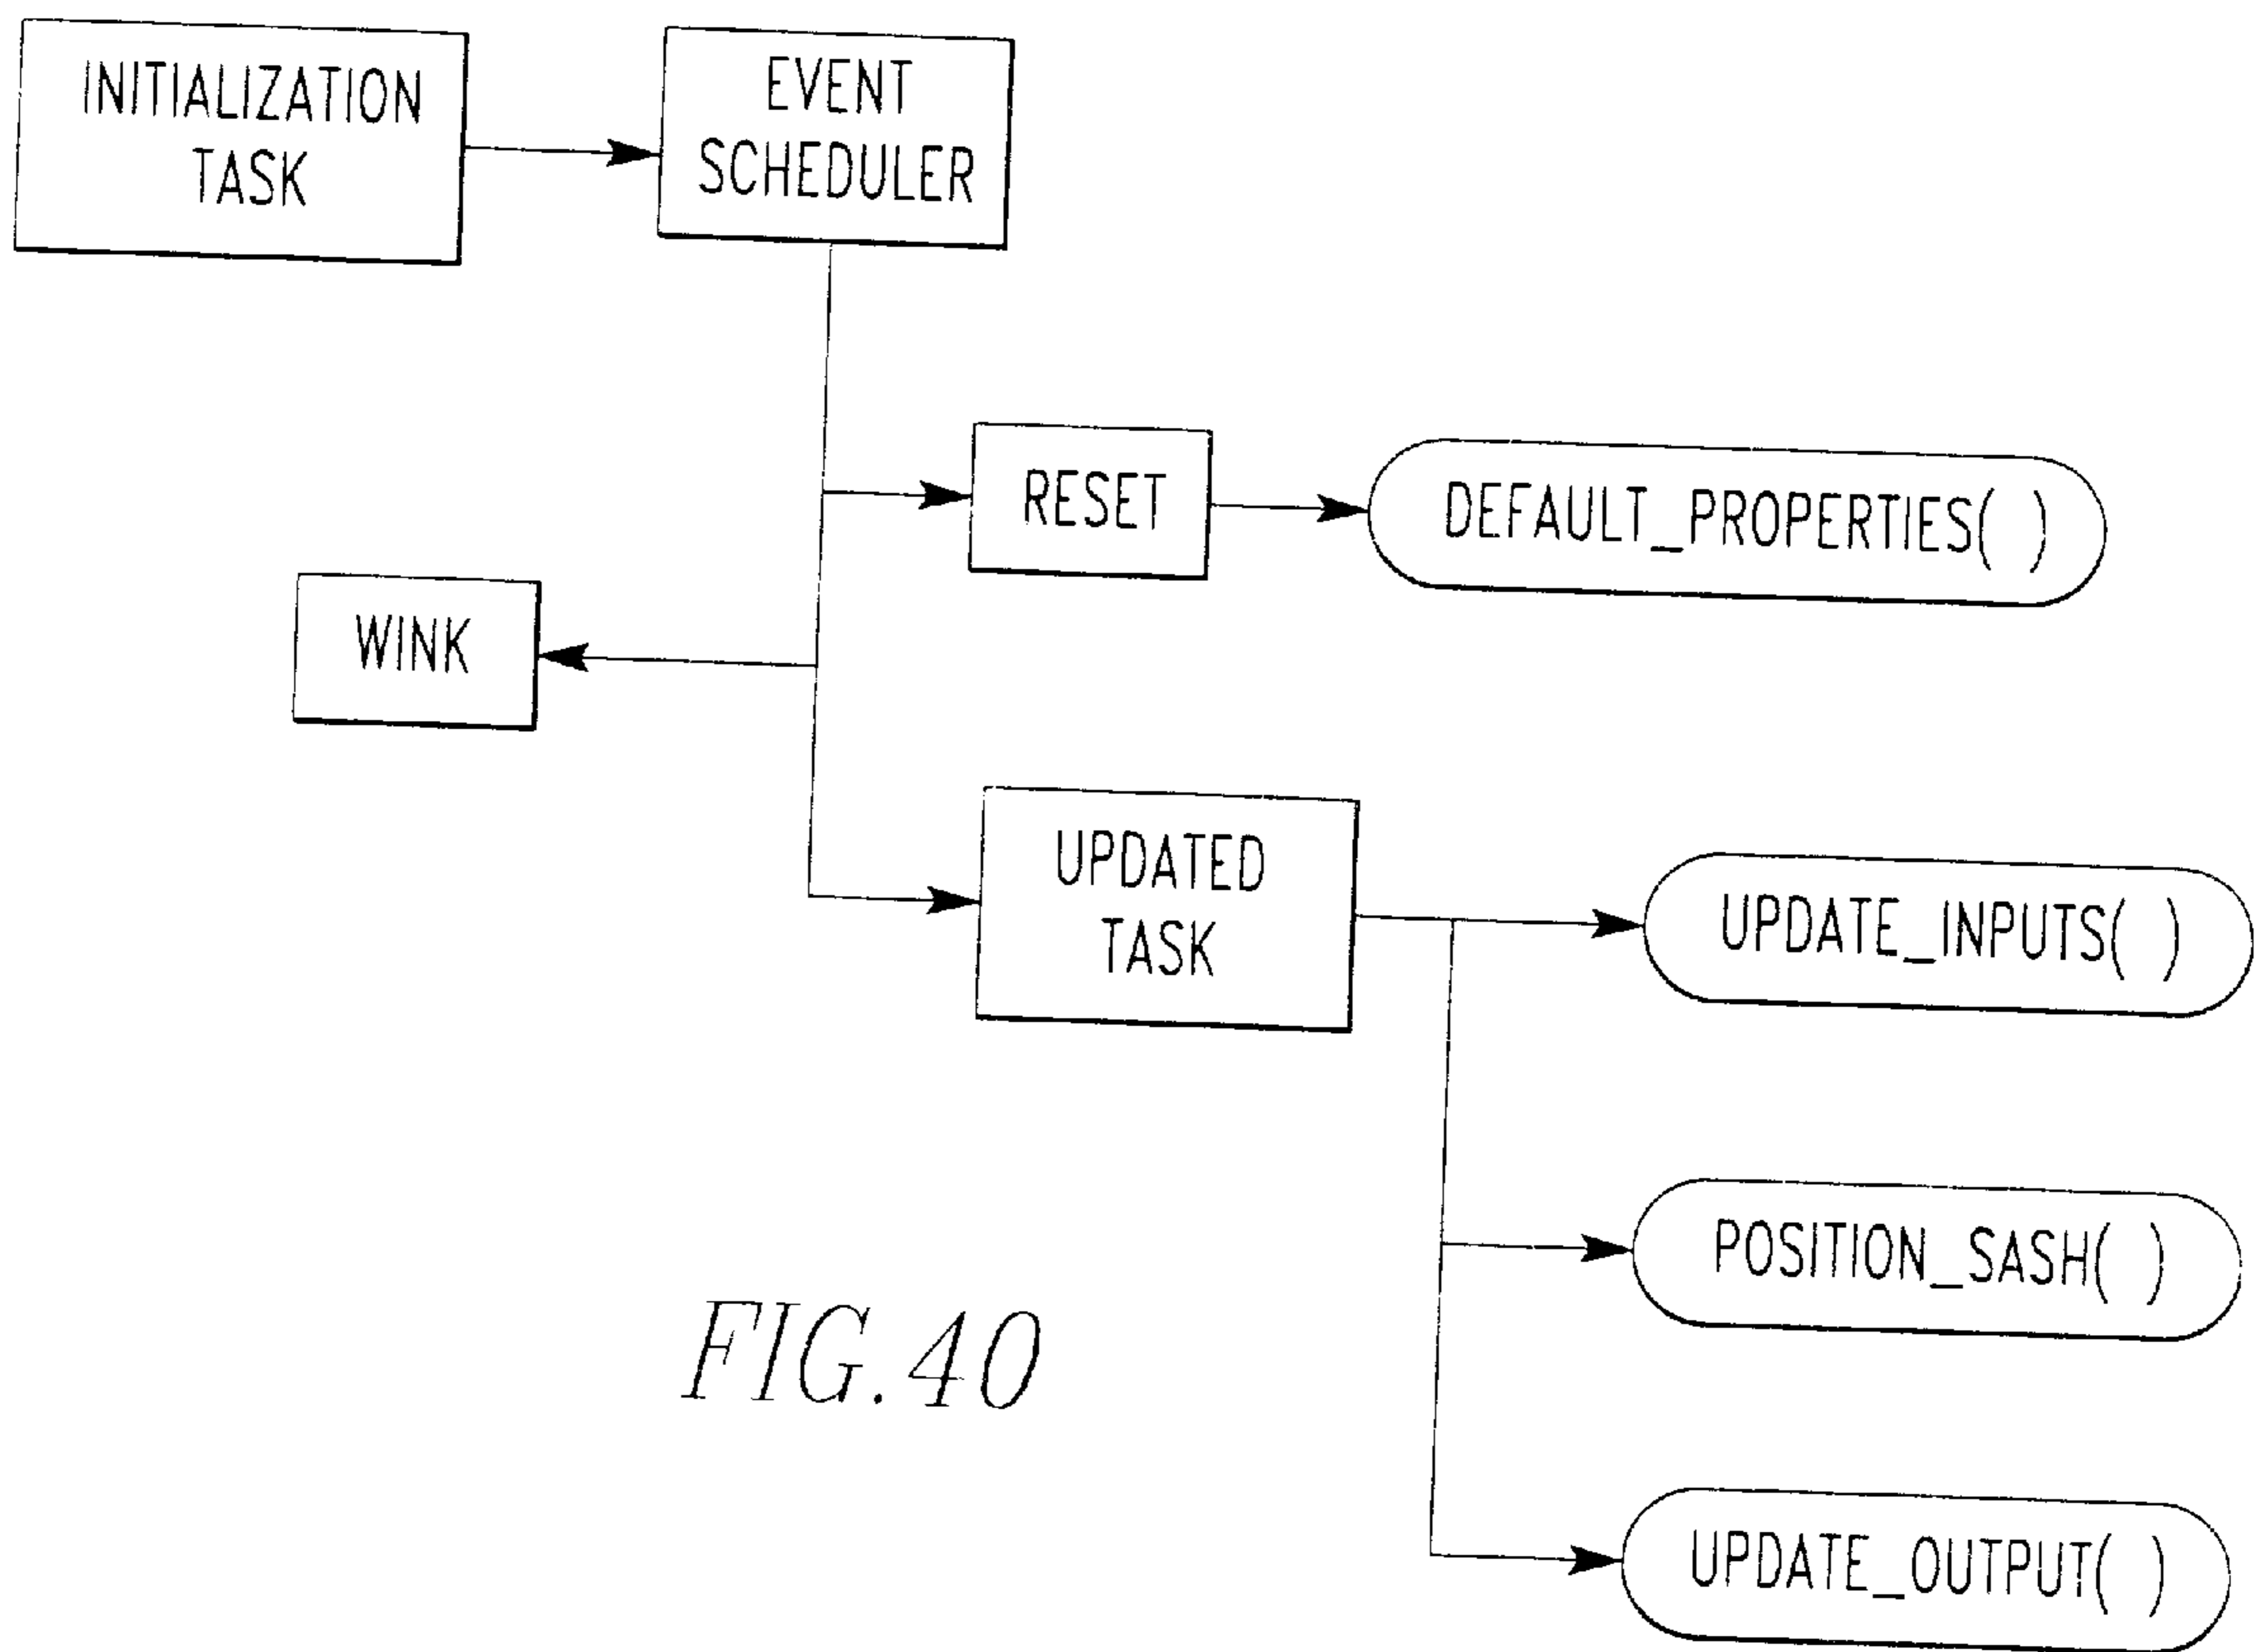 INITIALIZATION
TASK
EVENT
SCHEDULER
RESET
DEFAULT_PROPERTIES( )
WINK
UPDATED
TASK
UPDATE_INPUTS( )
POSITION_SASH( )
FIG. 40
UPDATE_OUTPUT( )